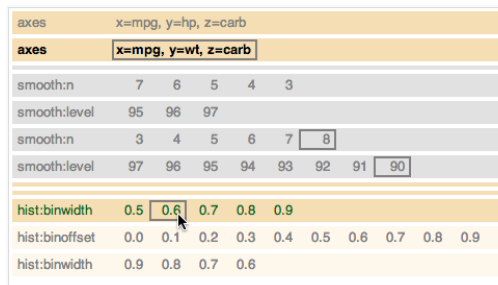 axes x=mpg, y=hp, z=carb
axes x=mpg, y=wt, z=carb
smooth:n 7 6 5 4 3
smooth:level 95 96 97
smooth:n 3 4 5 6 7 8
smooth:level 97 96 95 94 93 92 91 90
hist:binwidth 0.5 0.6 0.7 0.8 0.9
hist:binoffset 0.0 0.1 0.2 0.3 0.4 0.5 0.6 0.7 0.8 0.9
hist:binwidth 0.9 0.8 0.7 0.6